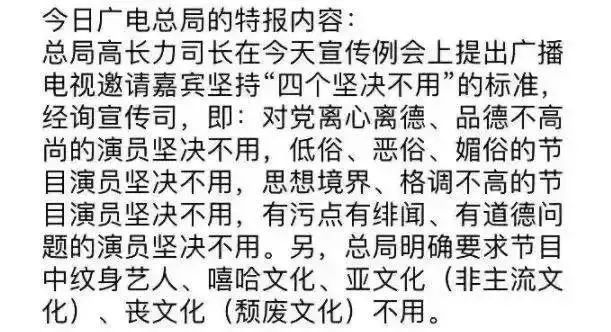 今日广电总局的特报内容：
总局高长力司长在今天宣传例会上提出广播
电视邀请嘉宾坚持“四个坚决不用”的标准，
经询宣传司，即：对党离心离德、品德不高
尚的演员坚决不用，低俗、恶俗、媚俗的节
目演员坚决不用，思想境界、格调不高的节
目演员坚决不用，有污点有绯闻、有道德问
题的演员坚决不用。另，总局明确要求节目
中纹身艺人、嘻哈文化、亚文化（非主流文
化）、丧文化（颓废文化）不用。